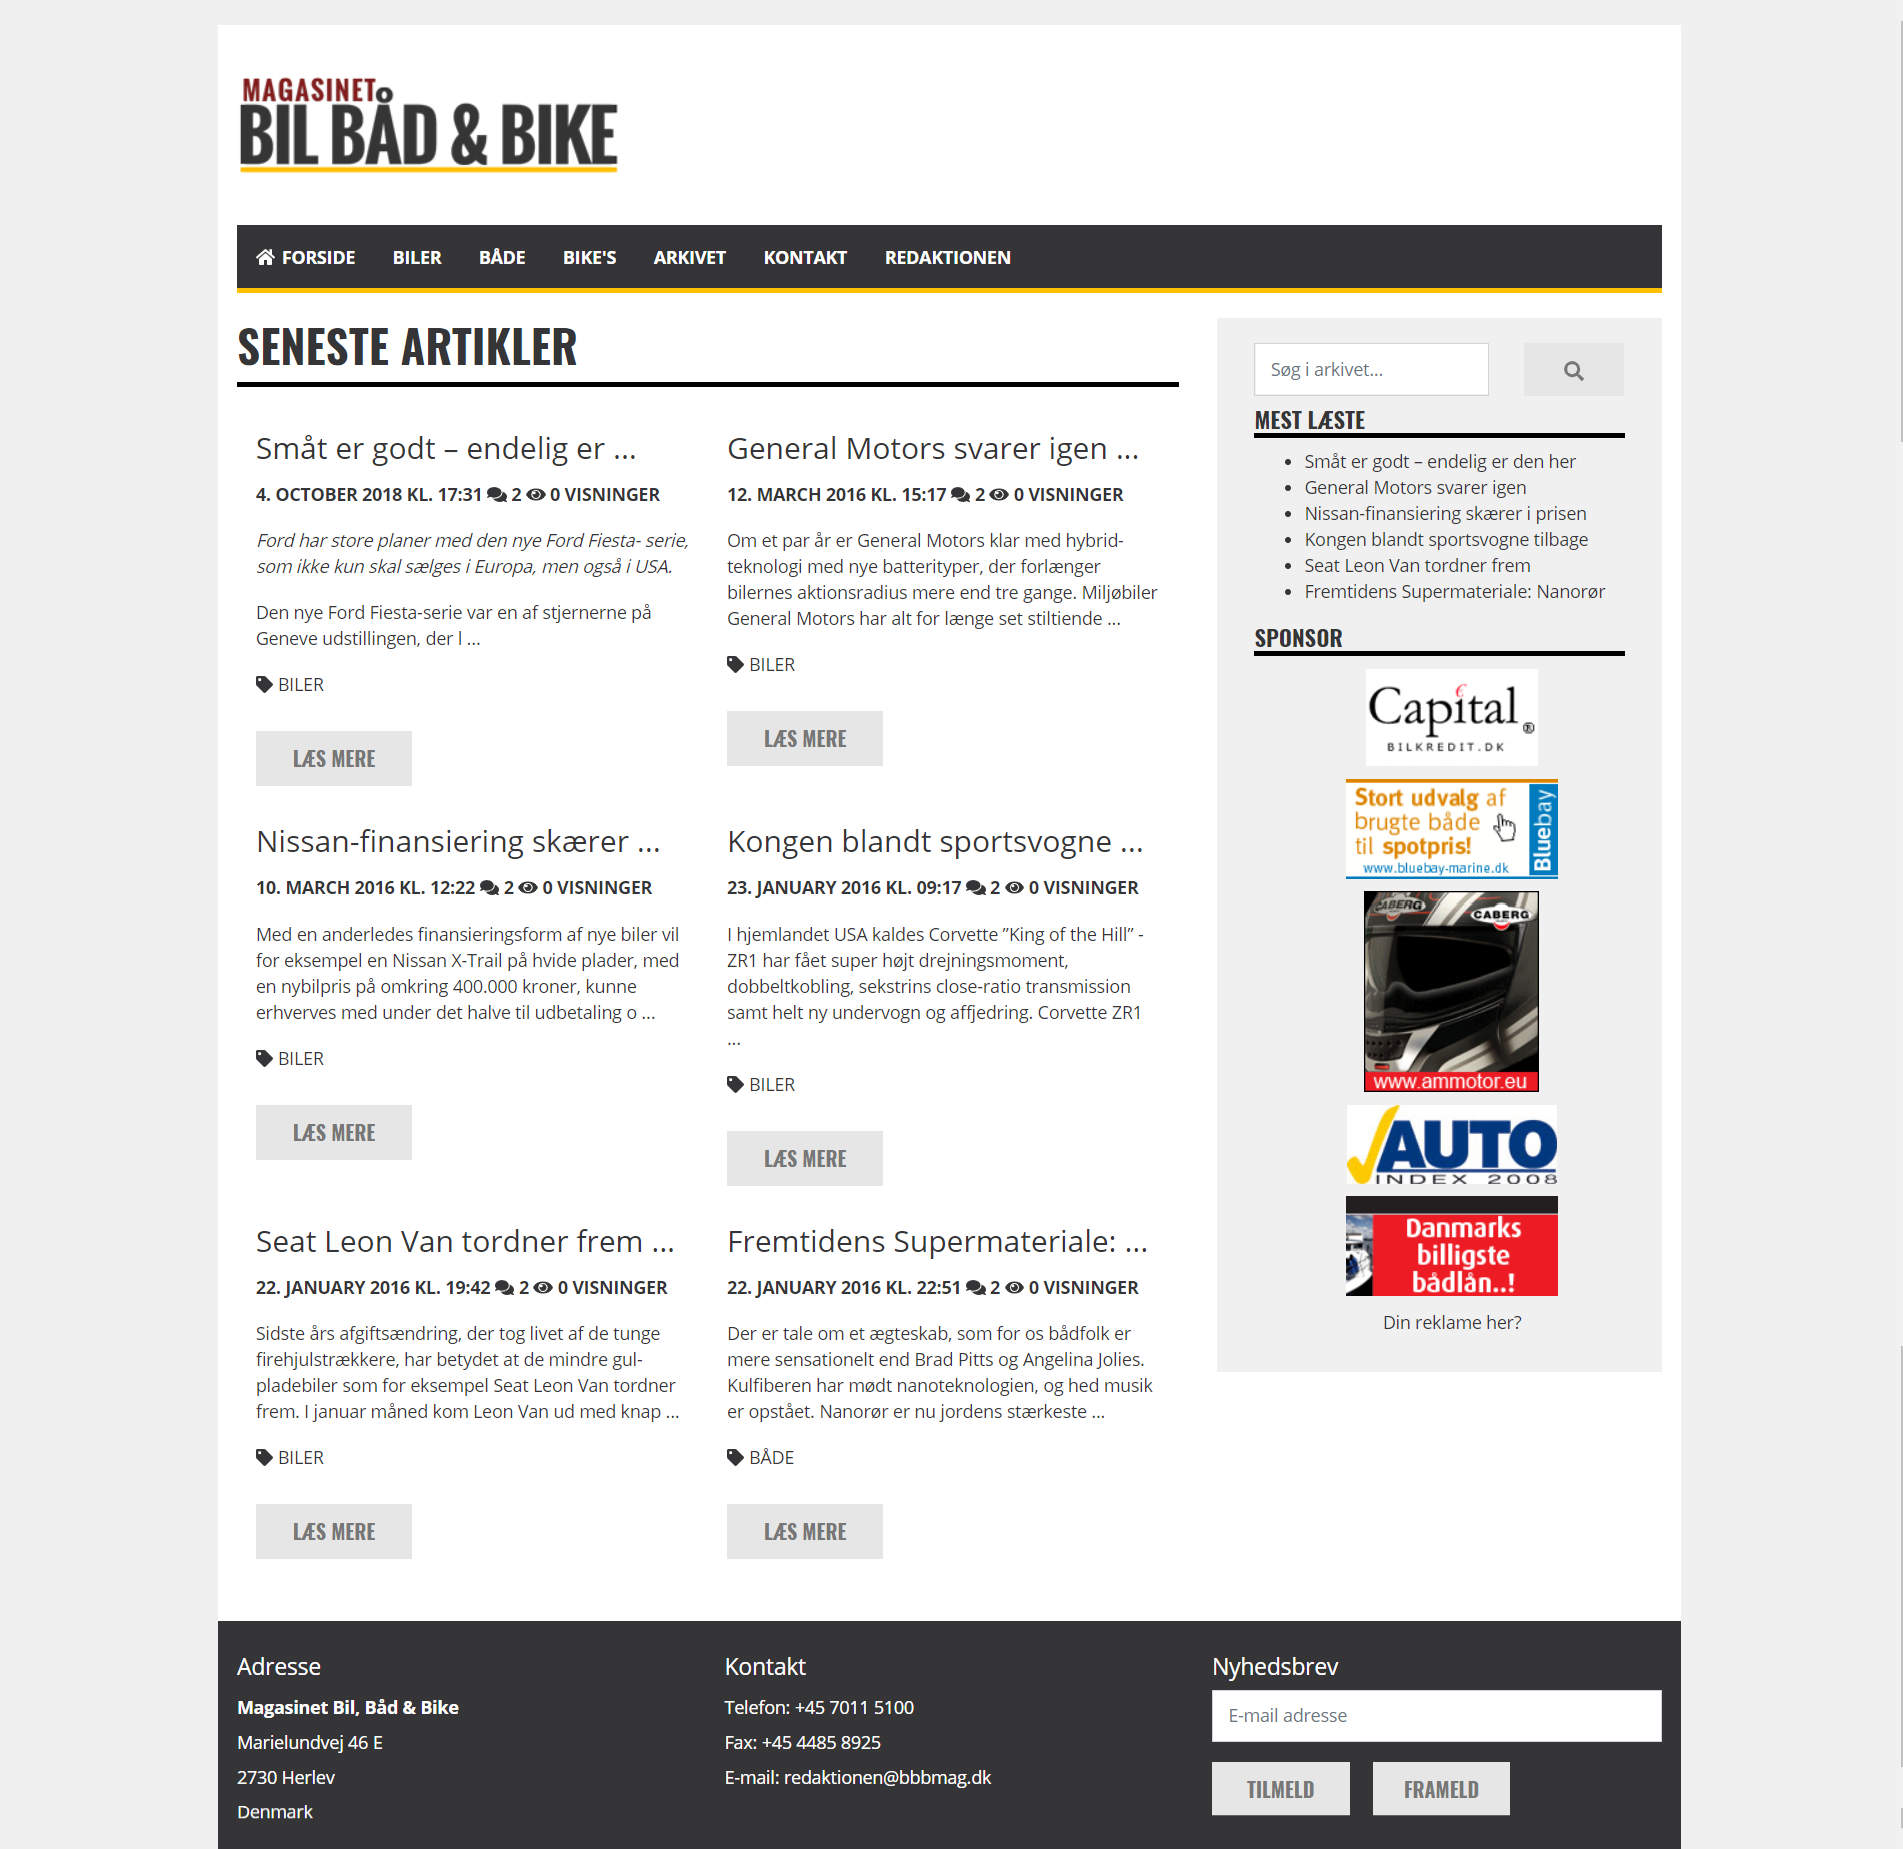 MAGASINET
BIL BÅD & BIKE
FORSIDE BILER BÅDE BIKE'S ARKIVET KONTAKT REDAKTIONEN
SENESTE ARTIKLER
Småt er godt – endelig er ...
4. OCTOBER 2018 KL. 17:31 2 0 VISNINGER
Ford har store planer med den nye Ford Fiesta- serie,
som ikke kun skal sælges i Europa, men også i USA.
Den nye Ford Fiesta-serie var en af stjernerne på
Geneve udstillingen, der l ...
BILER
LÆS MERE
General Motors svarer igen ...
12. MARCH 2016 KL. 15:17 2 0 VISNINGER
Om et par år er General Motors klar med hybrid-
teknologi med nye batterityper, der forlænger
bilernes aktionsradius mere end tre gange. Miljøbiler
General Motors har alt for længe set stiltiende ...
BILER
LÆS MERE
Nissan-finansiering skærer ...
10. MARCH 2016 KL. 12:22 2 0 VISNINGER
Med en anderledes finansieringsform af nye biler vil
for eksempel en Nissan X-Trail på hvide plader, med
en nybilpris på omkring 400.000 kroner, kunne
erhverves med under det halve til udbetaling o ...
BILER
LÆS MERE
Kongen blandt sportsvogne ...
23. JANUARY 2016 KL. 09:17 2 0 VISNINGER
I hjemlandet USA kaldes Corvette ”King of the Hill” -
ZR1 har fået super højt drejningsmoment,
dobbeltkobling, sekstrins close-ratio transmission
samt helt ny undervogn og affjedring. Corvette ZR1
...
BILER
LÆS MERE
Seat Leon Van tordner frem ...
22. JANUARY 2016 KL. 19:42 2 0 VISNINGER
Sidste års afgiftsændring, der tog livet af de tunge
firehjulstrækkere, har betydet at de mindre gul-
pladebiler som for eksempel Seat Leon Van tordner
frem. I januar måned kom Leon Van ud med knap ...
BILER
LÆS MERE
Fremtidens Supermateriale: ...
22. JANUARY 2016 KL. 22:51 2 0 VISNINGER
Der er tale om et ægteskab, som for os bådfolk er
mere sensationelt end Brad Pitts og Angelina Jolies.
Kulfiberen har mødt nanoteknologien, og hed musik
er opstået. Nanorør er nu jordens stærkeste ...
BÅDE
LÆS MERE
Søg i arkivet...
MEST LÆSTE
Småt er godt – endelig er den her
General Motors svarer igen
Nissan-finansiering skærer i prisen
Kongen blandt sportsvogne tilbage
Seat Leon Van tordner frem
Fremtidens Supermateriale: Nanorør
SPONSOR
Capital ®
BILKREDIT.DK
Stort udvalg af
brugte både
til spotpris!
www.bluebay-marine.dk
Bluebay
CABERG
CABERG
www.ammotor.eu
AUTO
INDEX 2008
Danmarks
billigste
bådlån..!
Din reklame her?
Adresse
Magasinet Bil, Båd & Bike
Marielundvej 46 E
2730 Herlev
Denmark
Kontakt
Telefon: +45 7011 5100
Fax: +45 4485 8925
E-mail: redaktionen@bbbmag.dk
Nyhedsbrev
E-mail adresse
TILMELD FRAMELD